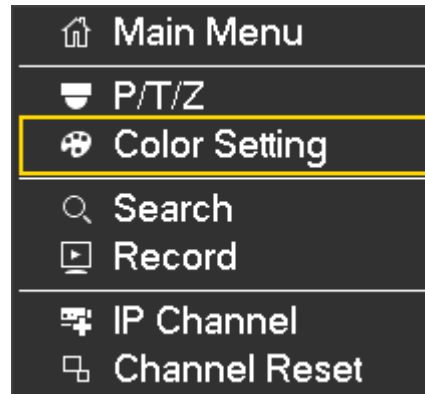 Main Menu
P/T/Z
Color Setting
Search
Record
IP Channel
Channel Reset